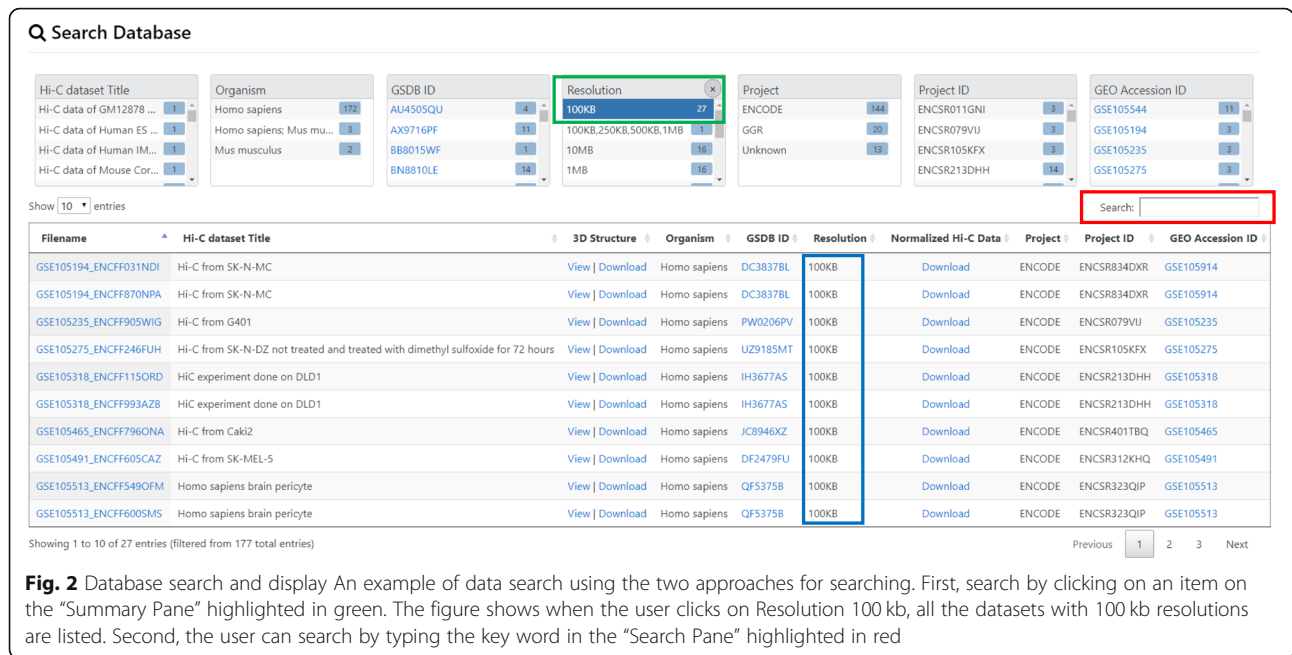 Search Database
Hi-C dataset Title Organism GSDB ID Resolution × Project Project ID GEO Accession ID
Hi-C data of GM12878 ... 1 Homo sapiens 172 AU4505QU 4 100KB 27 ENCODE 144 ENCSR011GNI 3 GSE105544 11
Hi-C data of Human ES ... 1 Homo sapiens; Mus mu... 3 AX9716PF 11 100KB,250KB,500KB,1MB 1 GGR 20 ENCSR079VIJ 3 GSE105194 3
Hi-C data of Human IM... 1 Mus musculus 2 BB8015WF 1 10MB 16 Unknown 13 ENCSR105KFX 3 GSE105235 3
Hi-C data of Mouse Cor... 1 BN8810LE 14 1MB 16 ENCSR213DHH 14 GSE105275 3
Show 10 entries Search:
Filename Hi-C dataset Title 3D Structure Organism GSDB ID Resolution Normalized Hi-C Data Project Project ID GEO Accession ID
GSE105194_ENCFF031NDI Hi-C from SK-N-MC View | Download Homo sapiens DC3837BL 100KB Download ENCODE ENCSR834DXR GSE105914
GSE105194_ENCFF870NPA Hi-C from SK-N-MC View | Download Homo sapiens DC3837BL 100KB Download ENCODE ENCSR834DXR GSE105914
GSE105235_ENCFF905WIG Hi-C from G401 View | Download Homo sapiens PW0206PV 100KB Download ENCODE ENCSR079VIJ GSE105235
GSE105275_ENCFF246FUH Hi-C from SK-N-DZ not treated and treated with dimethyl sulfoxide for 72 hours View | Download Homo sapiens UZ9185MT 100KB Download ENCODE ENCSR105KFX GSE105275
GSE105318_ENCFF115ORD HiC experiment done on DLD1 View | Download Homo sapiens IH3677AS 100KB Download ENCODE ENCSR213DHH GSE105318
GSE105318_ENCFF993AZB HiC experiment done on DLD1 View | Download Homo sapiens IH3677AS 100KB Download ENCODE ENCSR213DHH GSE105318
GSE105465_ENCFF796ONA Hi-C from Caki2 View | Download Homo sapiens JC8946XZ 100KB Download ENCODE ENCSR401TBQ GSE105465
GSE105491_ENCFF605CAZ Hi-C from SK-MEL-5 View | Download Homo sapiens DF2479FU 100KB Download ENCODE ENCSR312KHQ GSE105491
GSE105513_ENCFF549OFM Homo sapiens brain pericyte View | Download Homo sapiens QF5375B 100KB Download ENCODE ENCSR323QIP GSE105513
GSE105513_ENCFF600SMS Homo sapiens brain pericyte View | Download Homo sapiens QF5375B 100KB Download ENCODE ENCSR323QIP GSE105513
Showing 1 to 10 of 27 entries (filtered from 177 total entries) Previous 1 2 3 Next
Fig. 2 Database search and display An example of data search using the two approaches for searching. First, search by clicking on an item on
the “Summary Pane” highlighted in green. The figure shows when the user clicks on Resolution 100 kb, all the datasets with 100 kb resolutions
are listed. Second, the user can search by typing the key word in the “Search Pane” highlighted in red